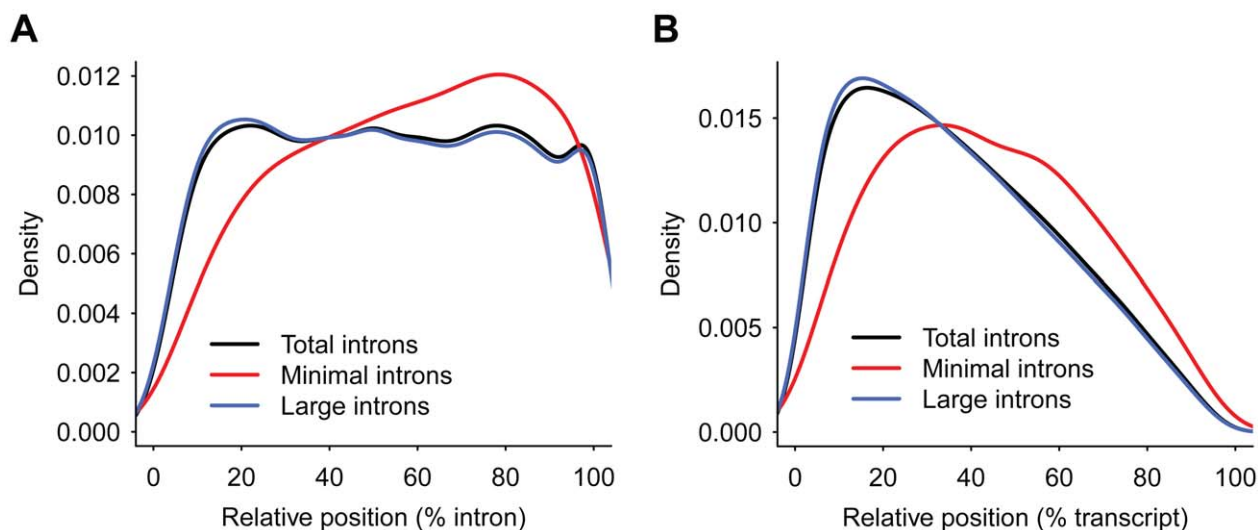 A
Density
0.012
0.010
0.008
0.006
0.004
0.002
0.000
Total introns
Minimal introns
Large introns
0 20 40 60 80 100
Relative position (% intron)
B
Density
0.015
0.010
0.005
0.000
Total introns
Minimal introns
Large introns
0 20 40 60 80 100
Relative position (% transcript)